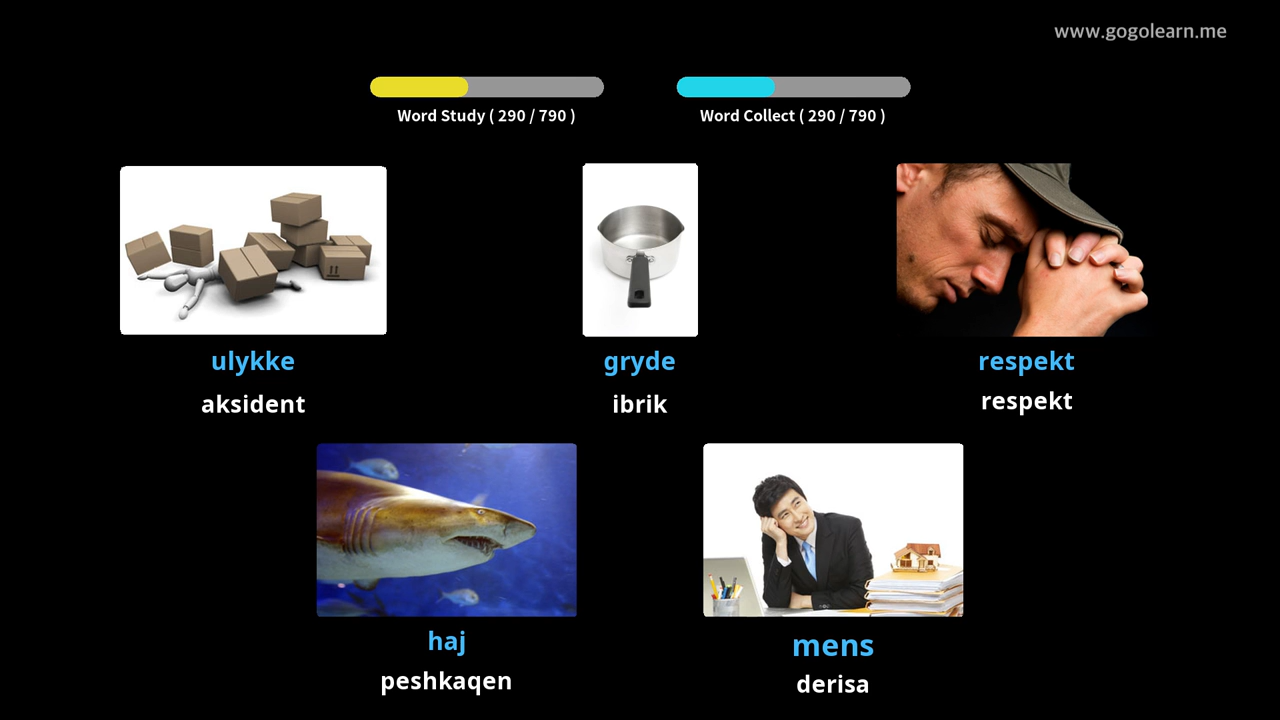 www.gogolearn.me
Word Study ( 290 / 790 )
Word Collect ( 290 / 790 )
ulykke
aksident
gryde
ibrik
respekt
respekt
haj
peshkaqen
mens
derisa